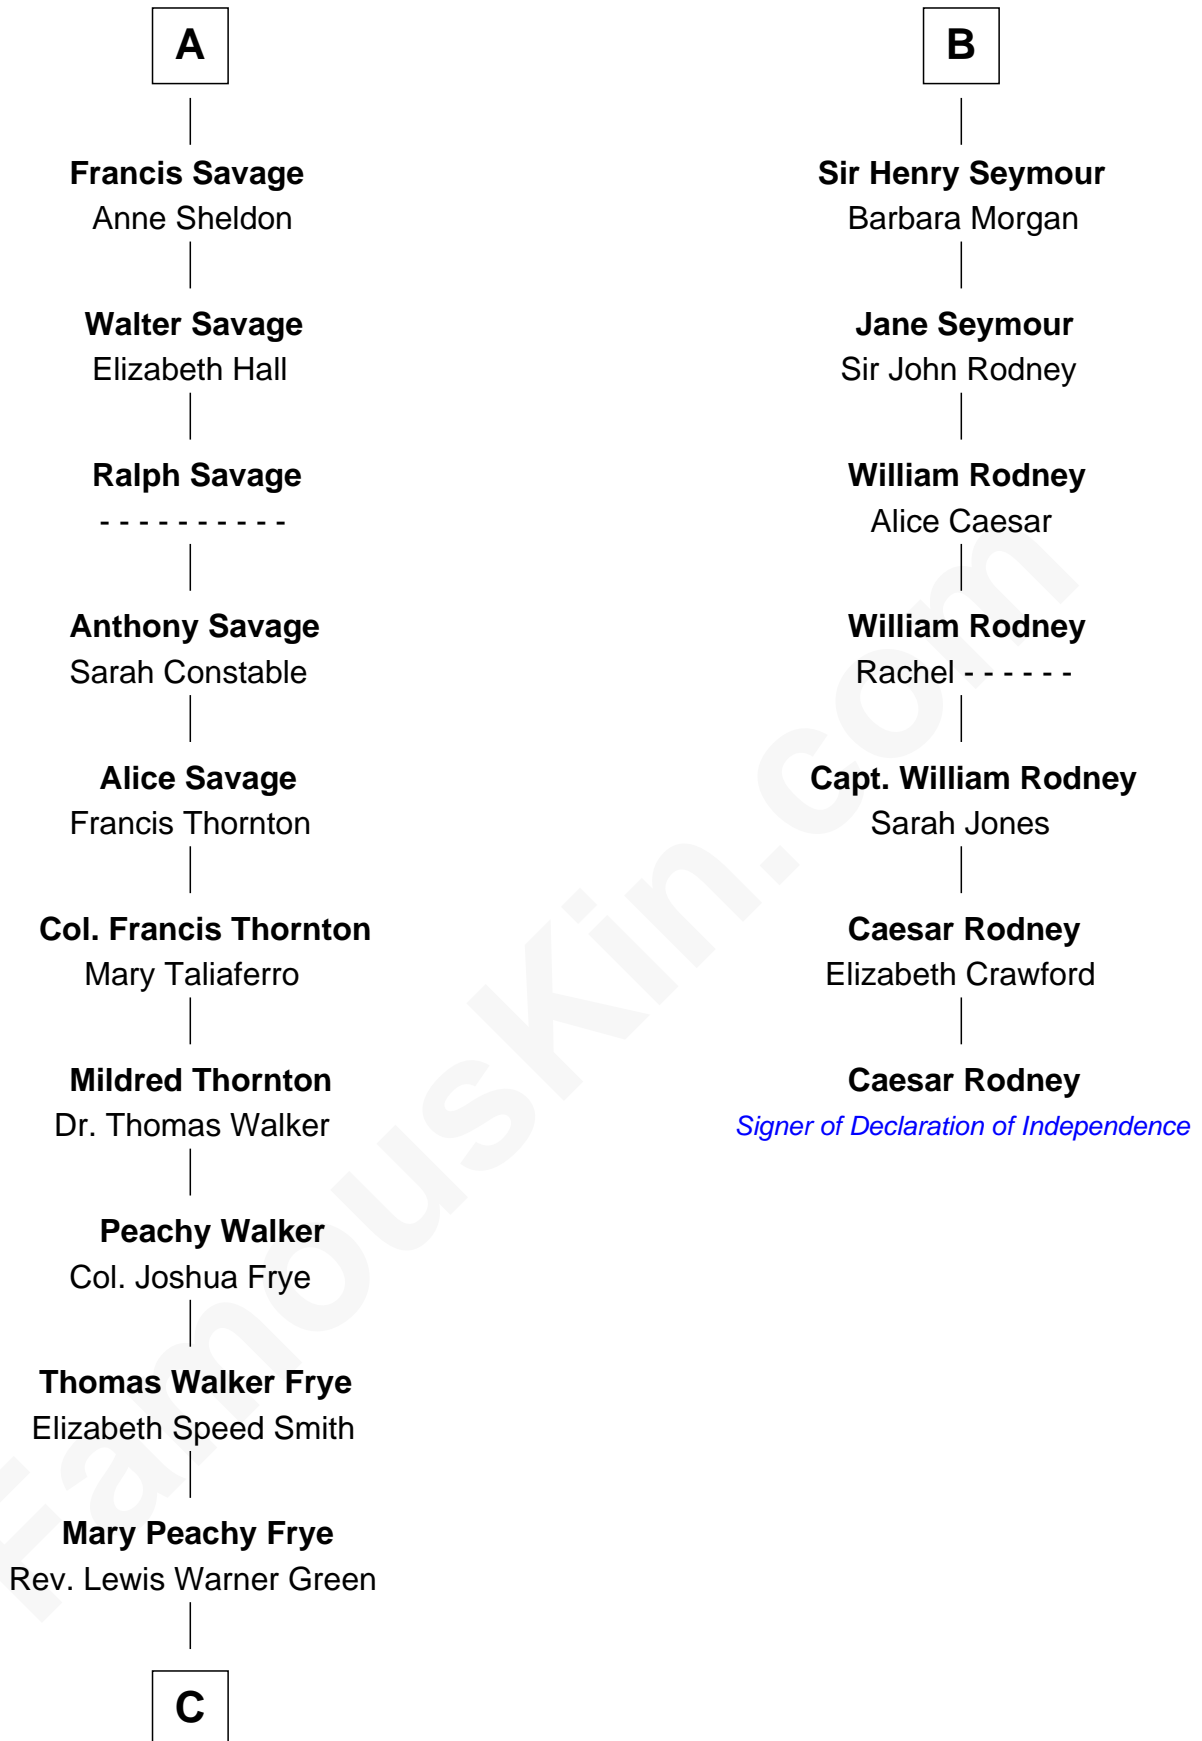 A
Francis Savage
Anne Sheldon
Walter Savage
Elizabeth Hall
Ralph Savage
- - - - - - - - - -
Anthony Savage
Sarah Constable
Alice Savage
Francis Thornton
Col. Francis Thornton
Mary Taliaferro
Mildred Thornton
Dr. Thomas Walker
Peachy Walker
Col. Joshua Frye
Thomas Walker Frye
Elizabeth Speed Smith
Mary Peachy Frye
Rev. Lewis Warner Green
C
B
Sir Henry Seymour
Barbara Morgan
Jane Seymour
Sir John Rodney
William Rodney
Alice Caesar
William Rodney
Rachel - - - - - -
Capt. William Rodney
Sarah Jones
Caesar Rodney
Elizabeth Crawford
Caesar Rodney
Signer of Declaration of Independence
FamousKin.com